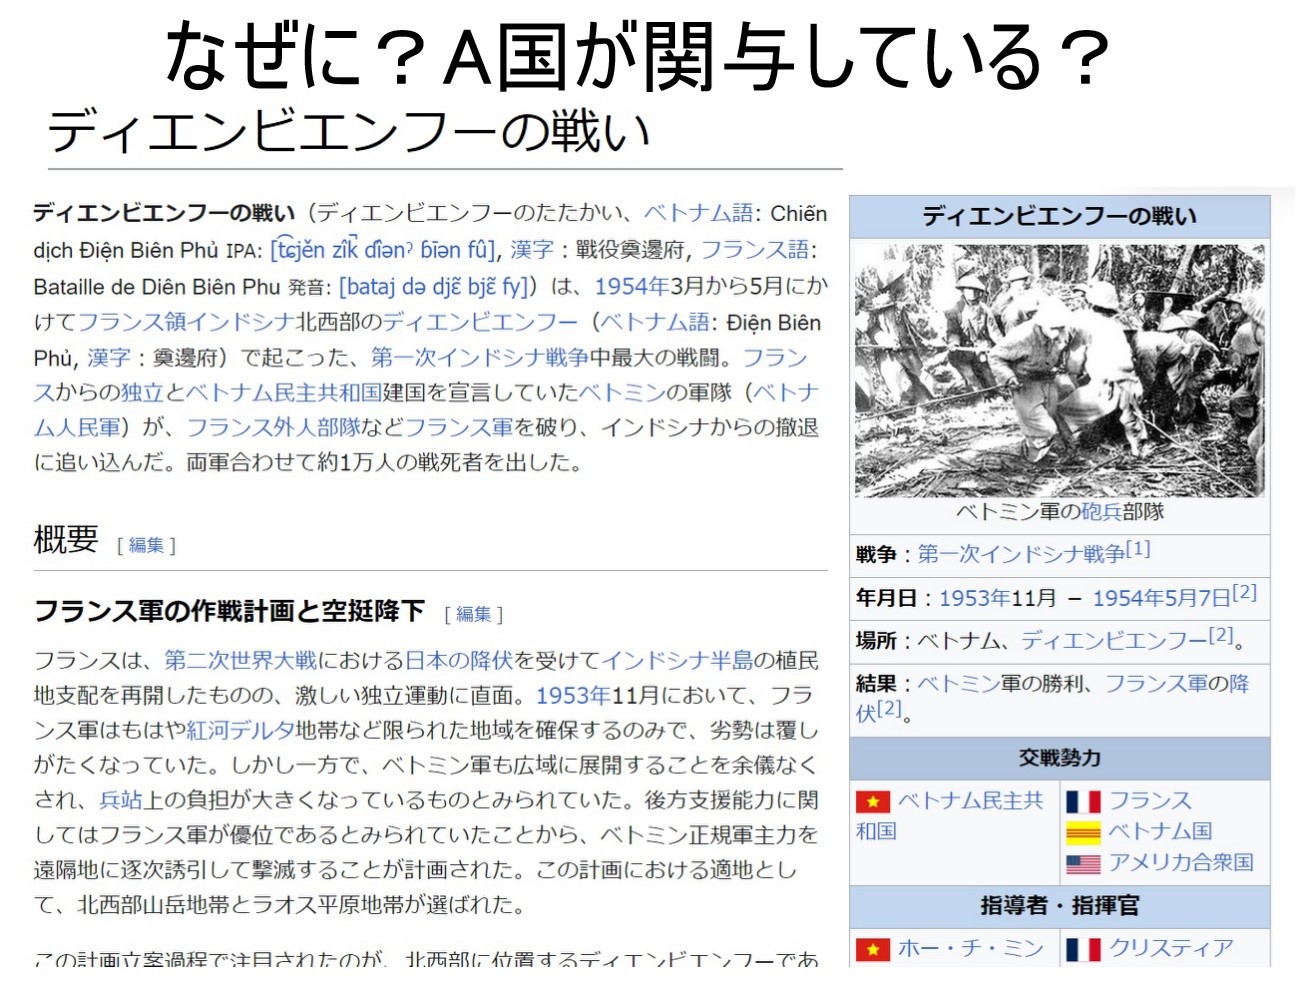 なぜに？A国が関与している？
ディエンビエンフーの戦い
ディエンビエンフーの戦い（ディエンビエンフーのたたかい、ベトナム語: Chiến
dịch Điện Biên Phủ IPA: [t͡ɕjěn zîk̚ dîənˀ ɓīən fû], 漢字：戰役奠邊府, フランス語:
Bataille de Diên Biên Phu 発音: [bataj də djɛ̃ bjɛ̃ fy]）は、1954年3月から5月にか
けてフランス領インドシナ北西部のディエンビエンフー（ベトナム語: Điện Biên
Phủ, 漢字：奠邊府）で起こった、第一次インドシナ戦争中最大の戦闘。フラン
スからの独立とベトナム民主共和国建国を宣言していたベトミンの軍隊（ベトナ
ム人民軍）が、フランス外人部隊などフランス軍を破り、インドシナからの撤退
に追い込んだ。両軍合わせて約1万人の戦死者を出した。
概要 [ 編集 ]
フランス軍の作戦計画と空挺降下 [ 編集 ]
フランスは、第二次世界大戦における日本の降伏を受けてインドシナ半島の植民
地支配を再開したものの、激しい独立運動に直面。1953年11月において、フラ
ンス軍はもはや紅河デルタ地帯など限られた地域を確保するのみで、劣勢は覆し
がたくなっていた。しかし一方で、ベトミン軍も広域に展開することを余儀なく
され、兵站上の負担が大きくなっているものとみられていた。後方支援能力に関
してはフランス軍が優位であるとみられていたことから、ベトミン正規軍主力を
遠隔地に逐次誘引して撃滅することが計画された。この計画における適地とし
て、北西部山岳地帯とラオス平原地帯が選ばれた。
この計画立案過程で注目されたのが、北西部に位置するディエンビエンフーであ
ディエンビエンフーの戦い
ベトミン軍の砲兵部隊
戦争：第一次インドシナ戦争[1]
年月日：1953年11月 – 1954年5月7日[2]
場所：ベトナム、ディエンビエンフー[2]。
結果：ベトミン軍の勝利、フランス軍の降
伏[2]。
交戦勢力
ベトナム民主共
和国
フランス
ベトナム国
アメリカ合衆国
指導者・指揮官
ホー・チ・ミン
クリスティア